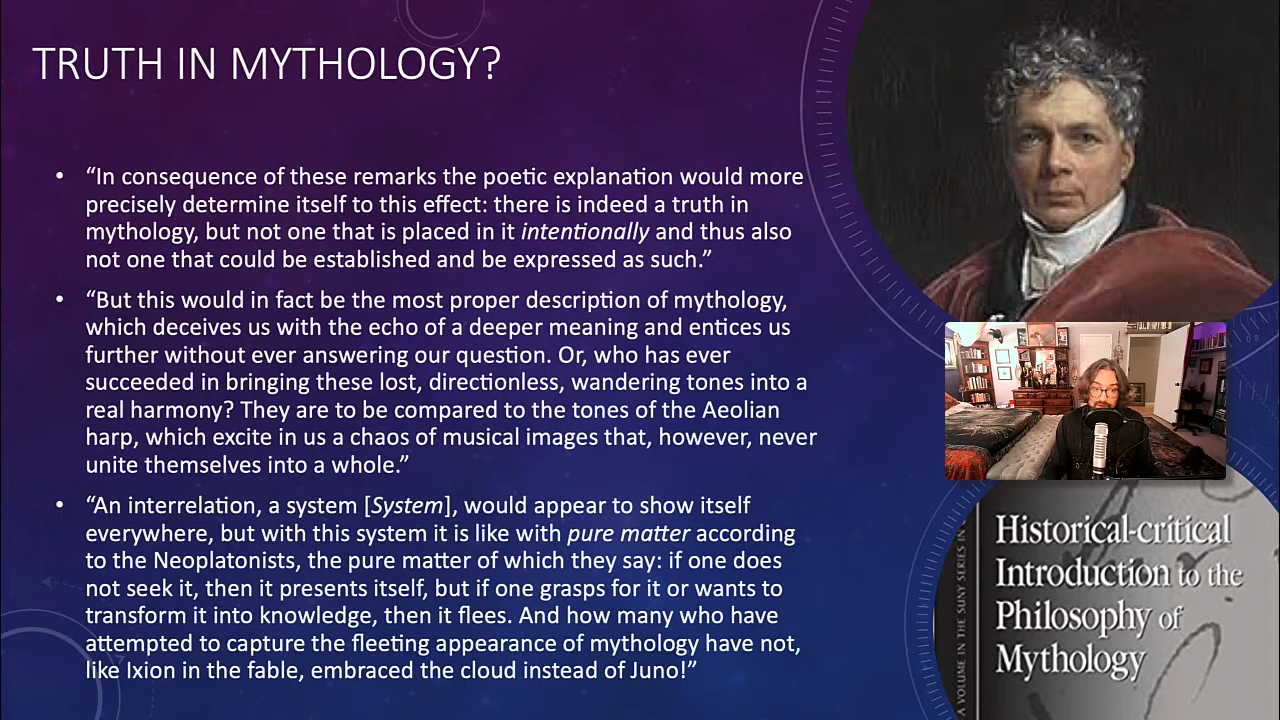 TRUTH IN MYTHOLOGY?
• “In consequence of these remarks the poetic explanation would more
precisely determine itself to this effect: there is indeed a truth in
mythology, but not one that is placed in it intentionally and thus also
not one that could be established and be expressed as such.”
• “But this would in fact be the most proper description of mythology,
which deceives us with the echo of a deeper meaning and entices us
further without ever answering our question. Or, who has ever
succeeded in bringing these lost, directionless, wandering tones into a
real harmony? They are to be compared to the tones of the Aeolian
harp, which excite in us a chaos of musical images that, however, never
unite themselves into a whole.”
• “An interrelation, a system [System], would appear to show itself
everywhere, but with this system it is like with pure matter according
to the Neoplatonists, the pure matter of which they say: if one does
not seek it, then it presents itself, but if one grasps for it or wants to
transform it into knowledge, then it flees. And how many who have
attempted to capture the fleeting appearance of mythology have not,
like Ixion in the fable, embraced the cloud instead of Juno!”
A VOLUME IN THE SUNY SERIES IN
Historical-critical
Introduction to the
Philosophy of
Mythology